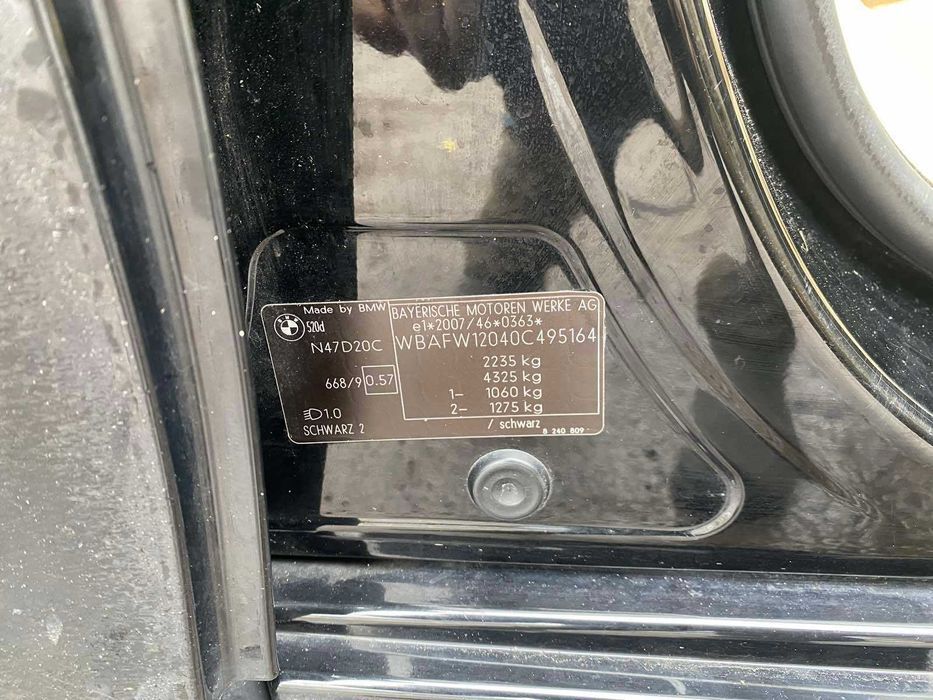 Made by BMW
BMW
520d
N47D20C
668/9 0.57
1.0
SCHWARZ 2
BAYERISCHE MOTOREN WERKE AG
e1*2007/46*0363*
WBAFW12040C495164
2235 kg
4325 kg
1- 1060 kg
2- 1275 kg
/ schwarz
8 240 809